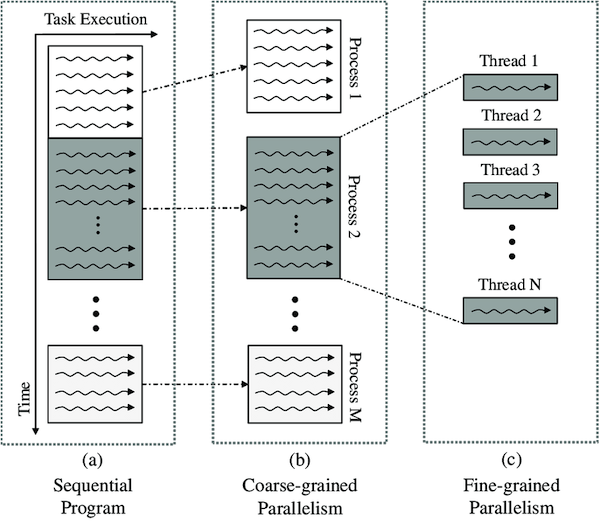 Task Execution
Time
Process 1
Process 2
Process M
Thread 1
Thread 2
Thread 3
Thread N
(a)
Sequential
Program
(b)
Coarse-grained
Parallelism
(c)
Fine-grained
Parallelism